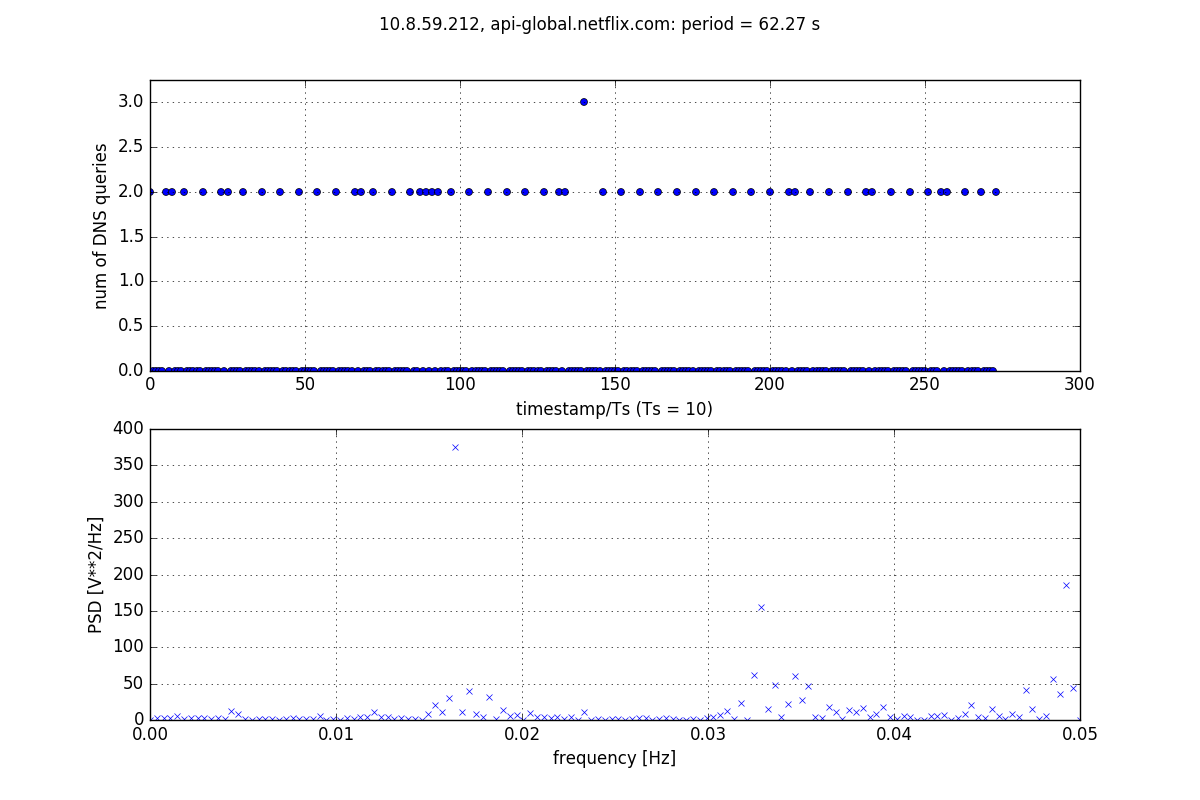 10.8.59.212, api-global.netflix.com: period = 62.27 s
3.0
2.5
2.0
1.5
1.0
0.5
0.0
num of DNS queries
0 50 100 150 200 250 300
timestamp/Ts (Ts = 10)
400
350
300
250
200
150
100
50
0
PSD [V**2/Hz]
0.00 0.01 0.02 0.03 0.04 0.05
frequency [Hz]